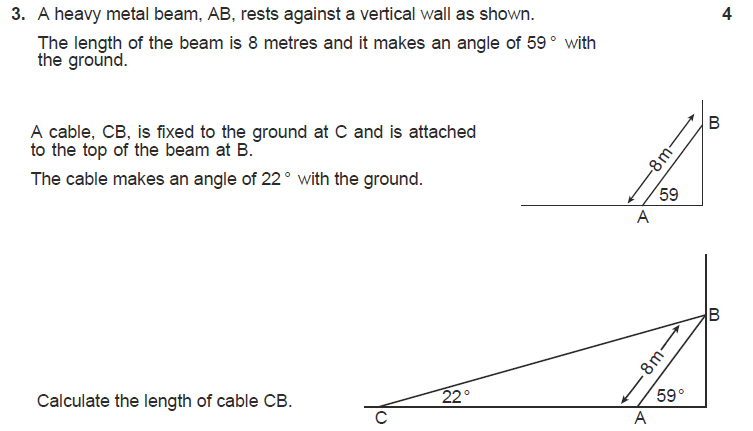 3. A heavy metal beam, AB, rests against a vertical wall as shown. 4
The length of the beam is 8 metres and it makes an angle of 59° with
the ground.
A cable, CB, is fixed to the ground at C and is attached
to the top of the beam at B.
The cable makes an angle of 22° with the ground.
B
8m
59
A
B
8m
22°
59°
Calculate the length of cable CB.
C
A